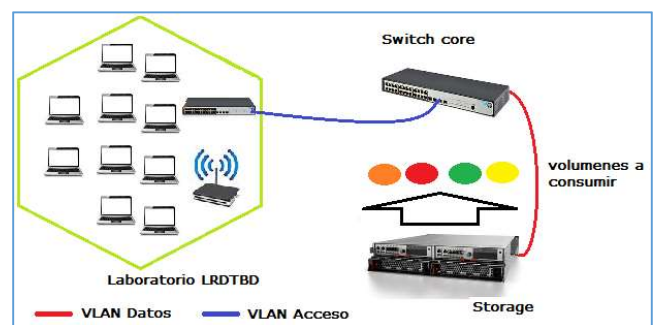 Switch core
volumenes a
consumir
Laboratorio LRDTBD
Storage
VLAN Datos
VLAN Acceso